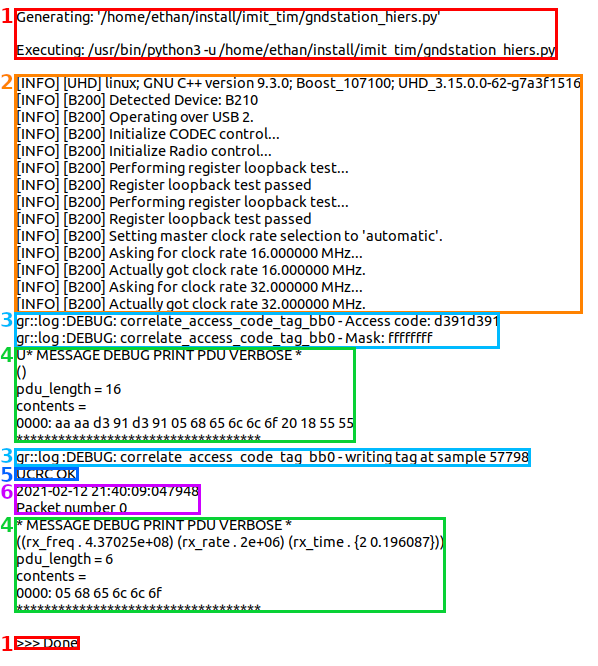 1 Generating: '/home/ethan/install/imit_tim/gndstation_hiers.py'
Executing: /usr/bin/python3 -u /home/ethan/install/imit_tim/gndstation_hiers.py
2 [INFO] [UHD] linux; GNU C++ version 9.3.0; Boost_107100; UHD_3.15.0.0-62-g7a3f1516
[INFO] [B200] Detected Device: B210
[INFO] [B200] Operating over USB 2.
[INFO] [B200] Initialize CODEC control...
[INFO] [B200] Initialize Radio control...
[INFO] [B200] Performing register loopback test...
[INFO] [B200] Register loopback test passed
[INFO] [B200] Performing register loopback test...
[INFO] [B200] Register loopback test passed
[INFO] [B200] Setting master clock rate selection to 'automatic'.
[INFO] [B200] Asking for clock rate 16.000000 MHz...
[INFO] [B200] Actually got clock rate 16.000000 MHz.
[INFO] [B200] Asking for clock rate 32.000000 MHz...
[INFO] [B200] Actually got clock rate 32.000000 MHz.
3 gr::log :DEBUG: correlate_access_code_tag_bb0 - Access code: d391d391
gr::log :DEBUG: correlate_access_code_tag_bb0 - Mask: ffffffff
4 U* MESSAGE DEBUG PRINT PDU VERBOSE *
()
pdu_length = 16
contents =
0000: aa aa d3 91 d3 91 05 68 65 6c 6c 6f 20 18 55 55
***********************************
3 gr::log :DEBUG: correlate_access_code_tag_bb0 - writing tag at sample 57798
5 UCRC OK
6 2021-02-12 21:40:09:047948
Packet number 0
4 * MESSAGE DEBUG PRINT PDU VERBOSE *
((rx_freq . 4.37025e+08) (rx_rate . 2e+06) (rx_time . {2 0.196087}))
pdu_length = 6
contents =
0000: 05 68 65 6c 6c 6f
***********************************
1 >>> Done